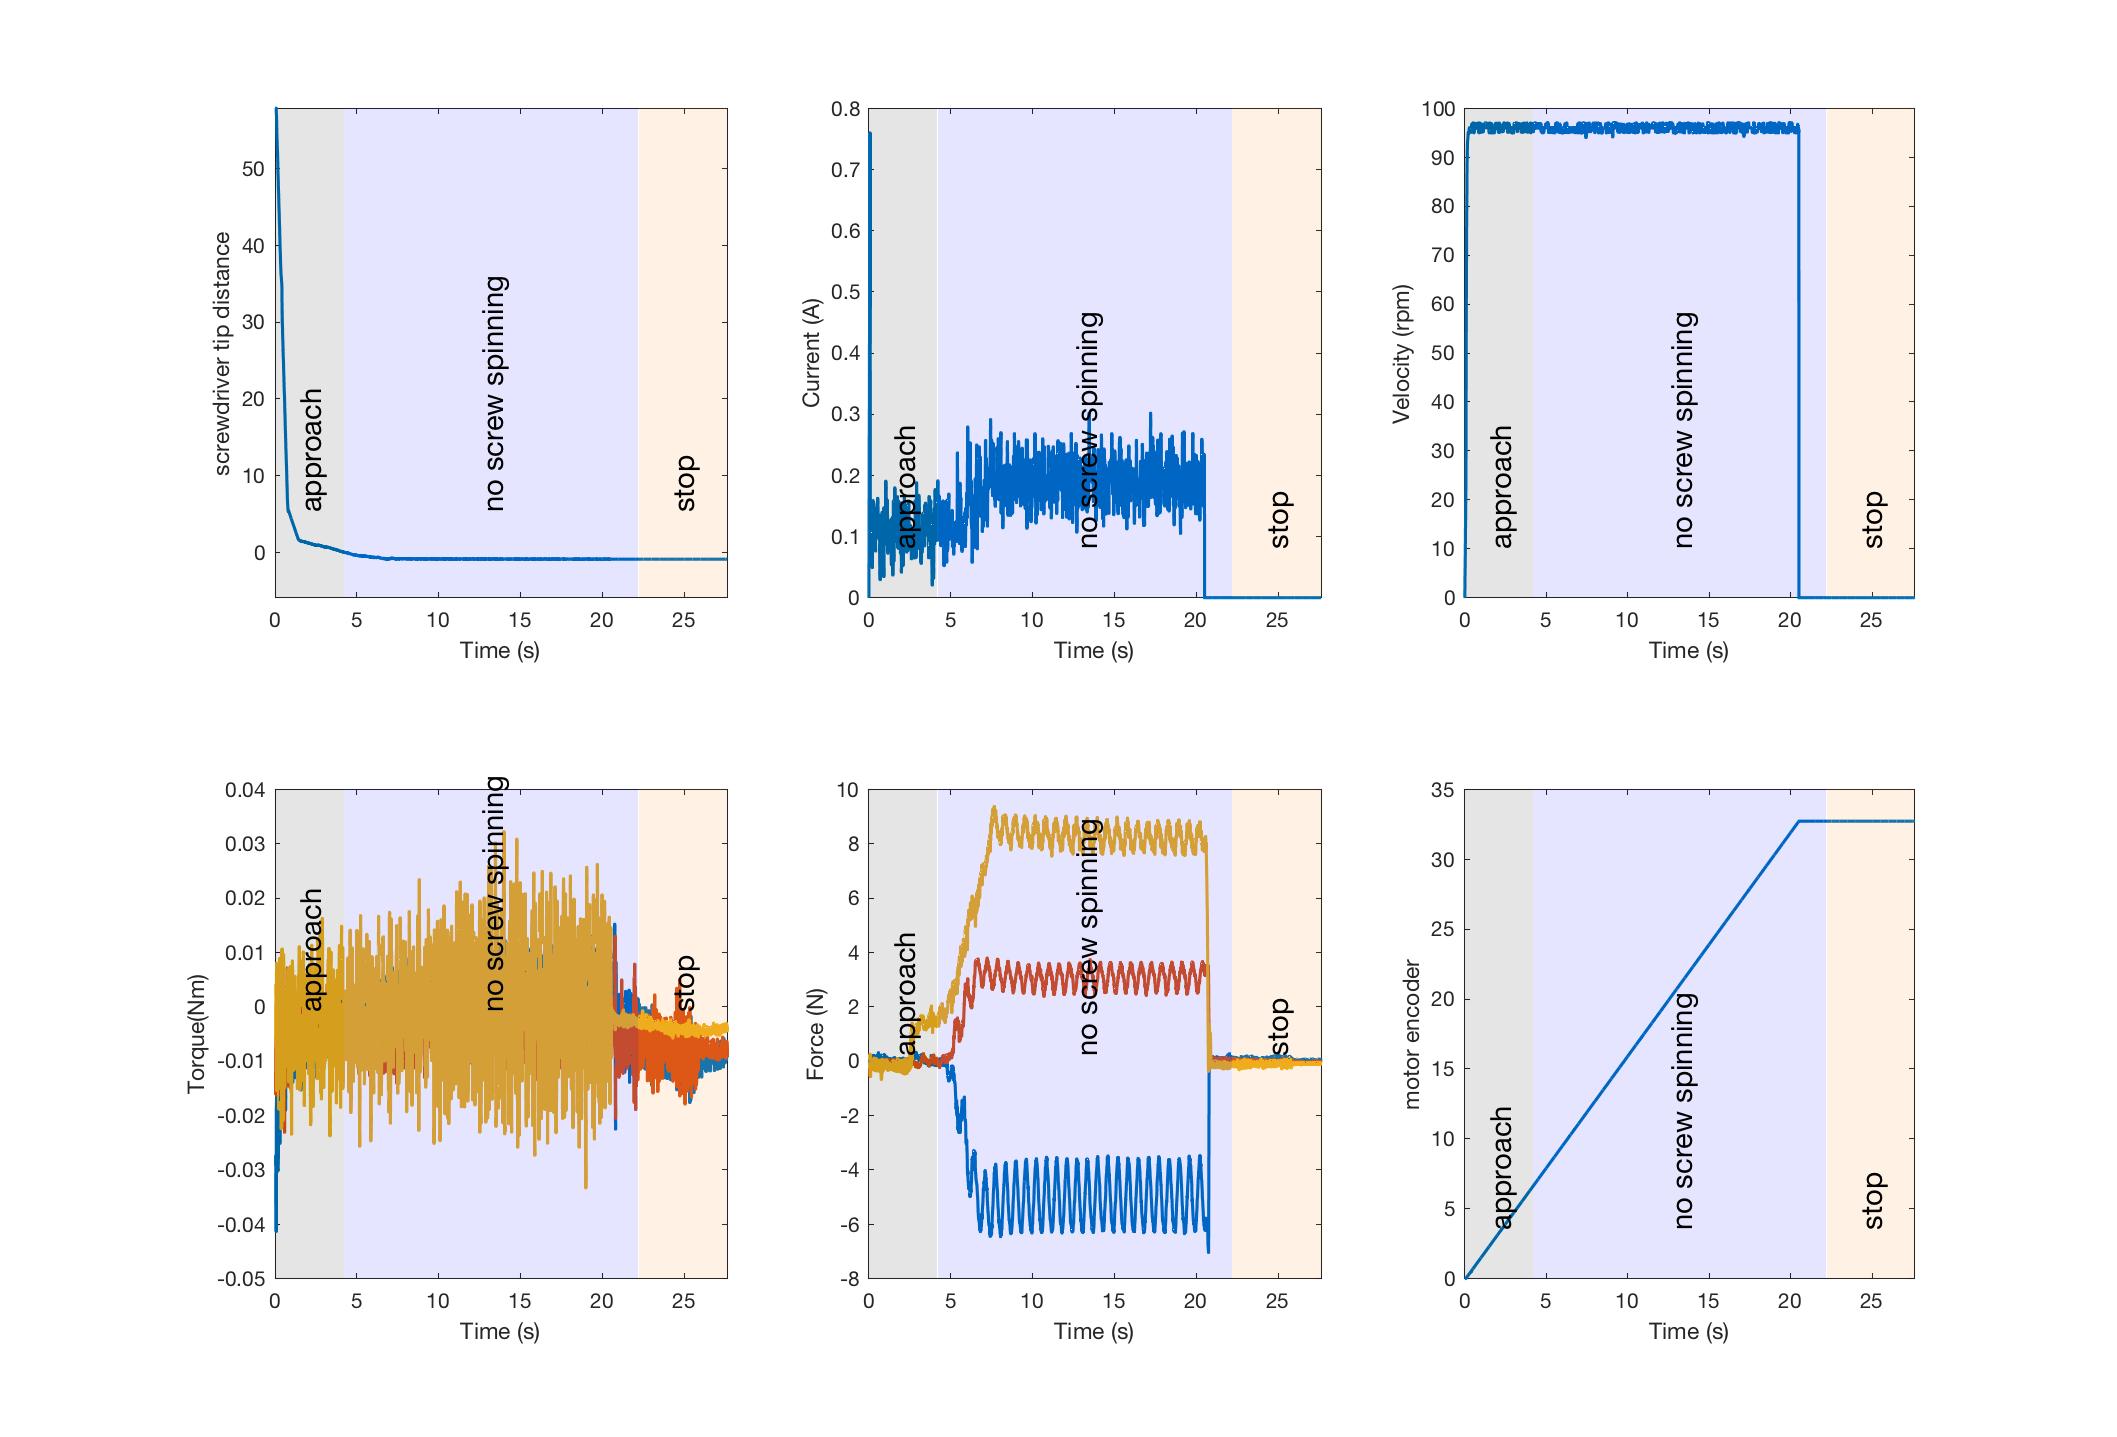 screwdriver tip distance
50
40
30
20
10
0
approach
no screw spinning
stop
0 5 10 15 20 25
Time (s)
Current (A)
0.8
0.7
0.6
0.5
0.4
0.3
0.2
0.1
0
approach
no screw spinning
stop
0 5 10 15 20 25
Time (s)
Velocity (rpm)
100
90
80
70
60
50
40
30
20
10
0
approach
no screw spinning
stop
0 5 10 15 20 25
Time (s)
Torque(Nm)
0.04
0.03
0.02
0.01
0
-0.01
-0.02
-0.03
-0.04
-0.05
approach
no screw spinning
stop
0 5 10 15 20 25
Time (s)
Force (N)
10
8
6
4
2
0
-2
-4
-6
-8
approach
no screw spinning
stop
0 5 10 15 20 25
Time (s)
motor encoder
35
30
25
20
15
10
5
0
approach
no screw spinning
stop
0 5 10 15 20 25
Time (s)